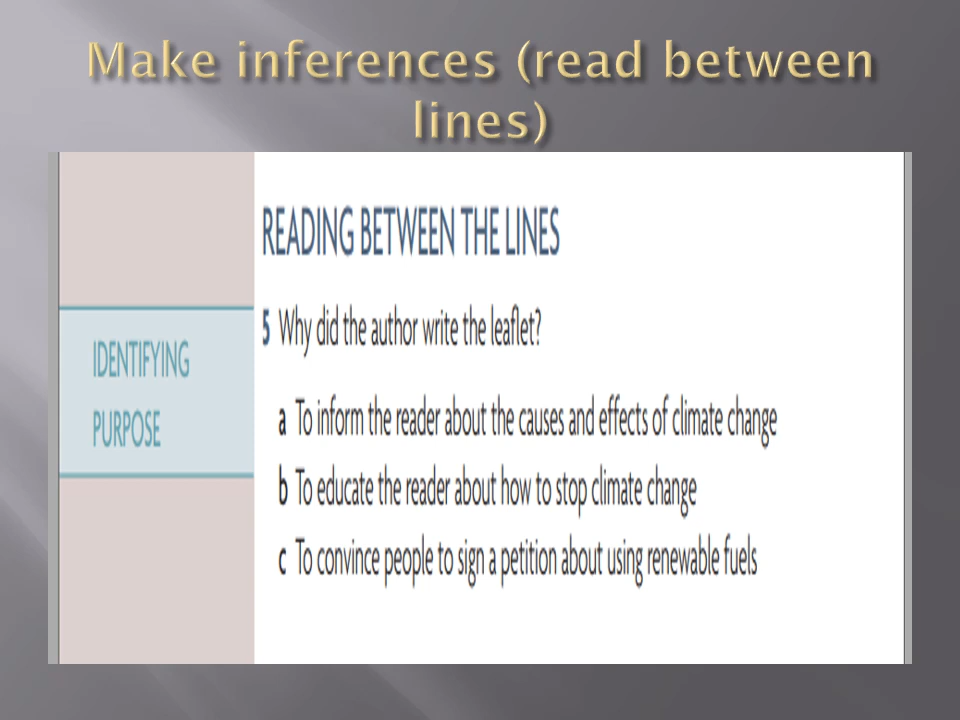 Make inferences (read between
lines)
READING BETWEEN THE LINES
5 Why did the author write the leaflet?
IDENTIFYING
PURPOSE
a To inform the reader about the causes and effects of climate change
b To educate the reader about how to stop climate change
c To convince people to sign a petition about using renewable fuels